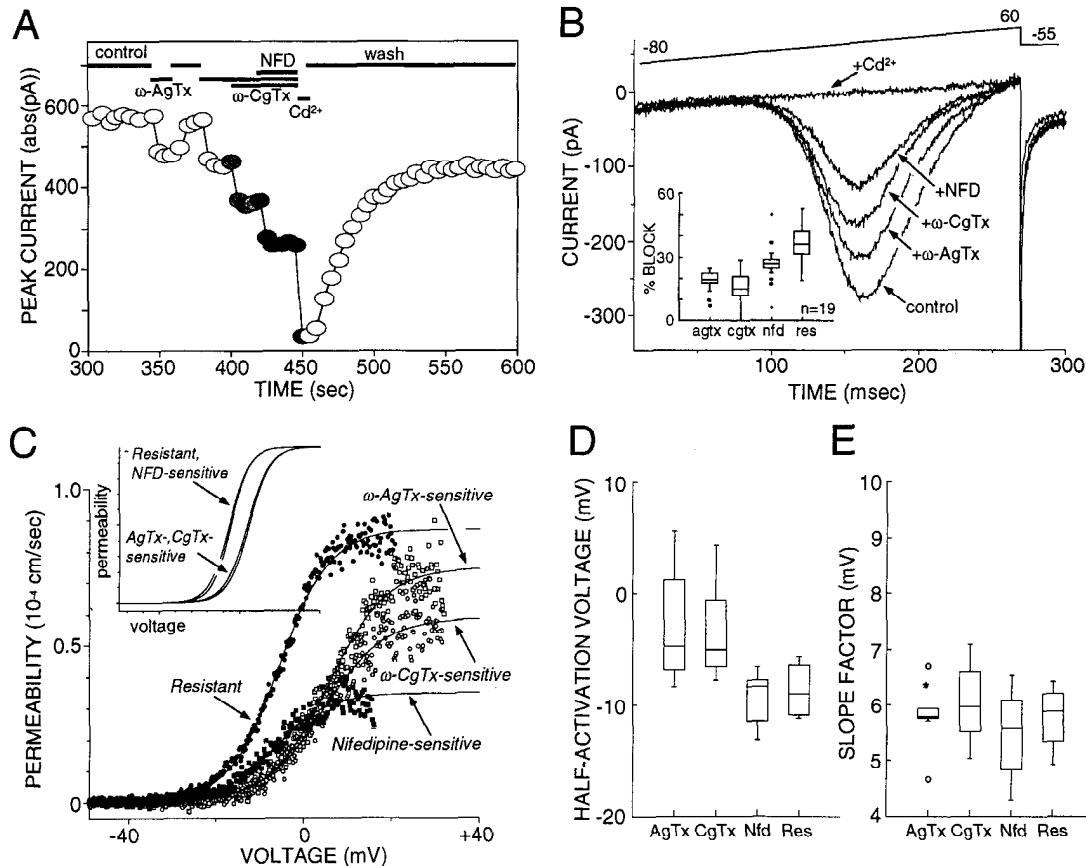 A
control
NFD
wash
ω-AgTx
ω-CgTx
Cd²⁺
PEAK CURRENT (abs(pA))
600
400
200
0
300 350 400 450 500 550 600
TIME (sec)
B
-80
60
-55
+Cd²⁺
+NFD
+ω-CgTx
+ω-AgTx
control
CURRENT (pA)
0
-100
-200
-300
100 200 300
TIME (msec)
% BLOCK
60
30
0
n=19
agtx cgtx nfd res
C
Resistant,
NFD-sensitive
AgTx-,CgTx-
sensitive
permeability
voltage
ω-AgTx-sensitive
ω-CgTx-sensitive
Nifedipine-sensitive
Resistant
PERMEABILITY (10⁻⁴ cm/sec)
1.0
0.5
0
-40 0 +40
VOLTAGE (mV)
D
HALF-ACTIVATION VOLTAGE (mV)
10
0
-10
-20
AgTx CgTx Nfd Res
E
SLOPE FACTOR (mV)
10
9
8
7
6
5
4
AgTx CgTx Nfd Res